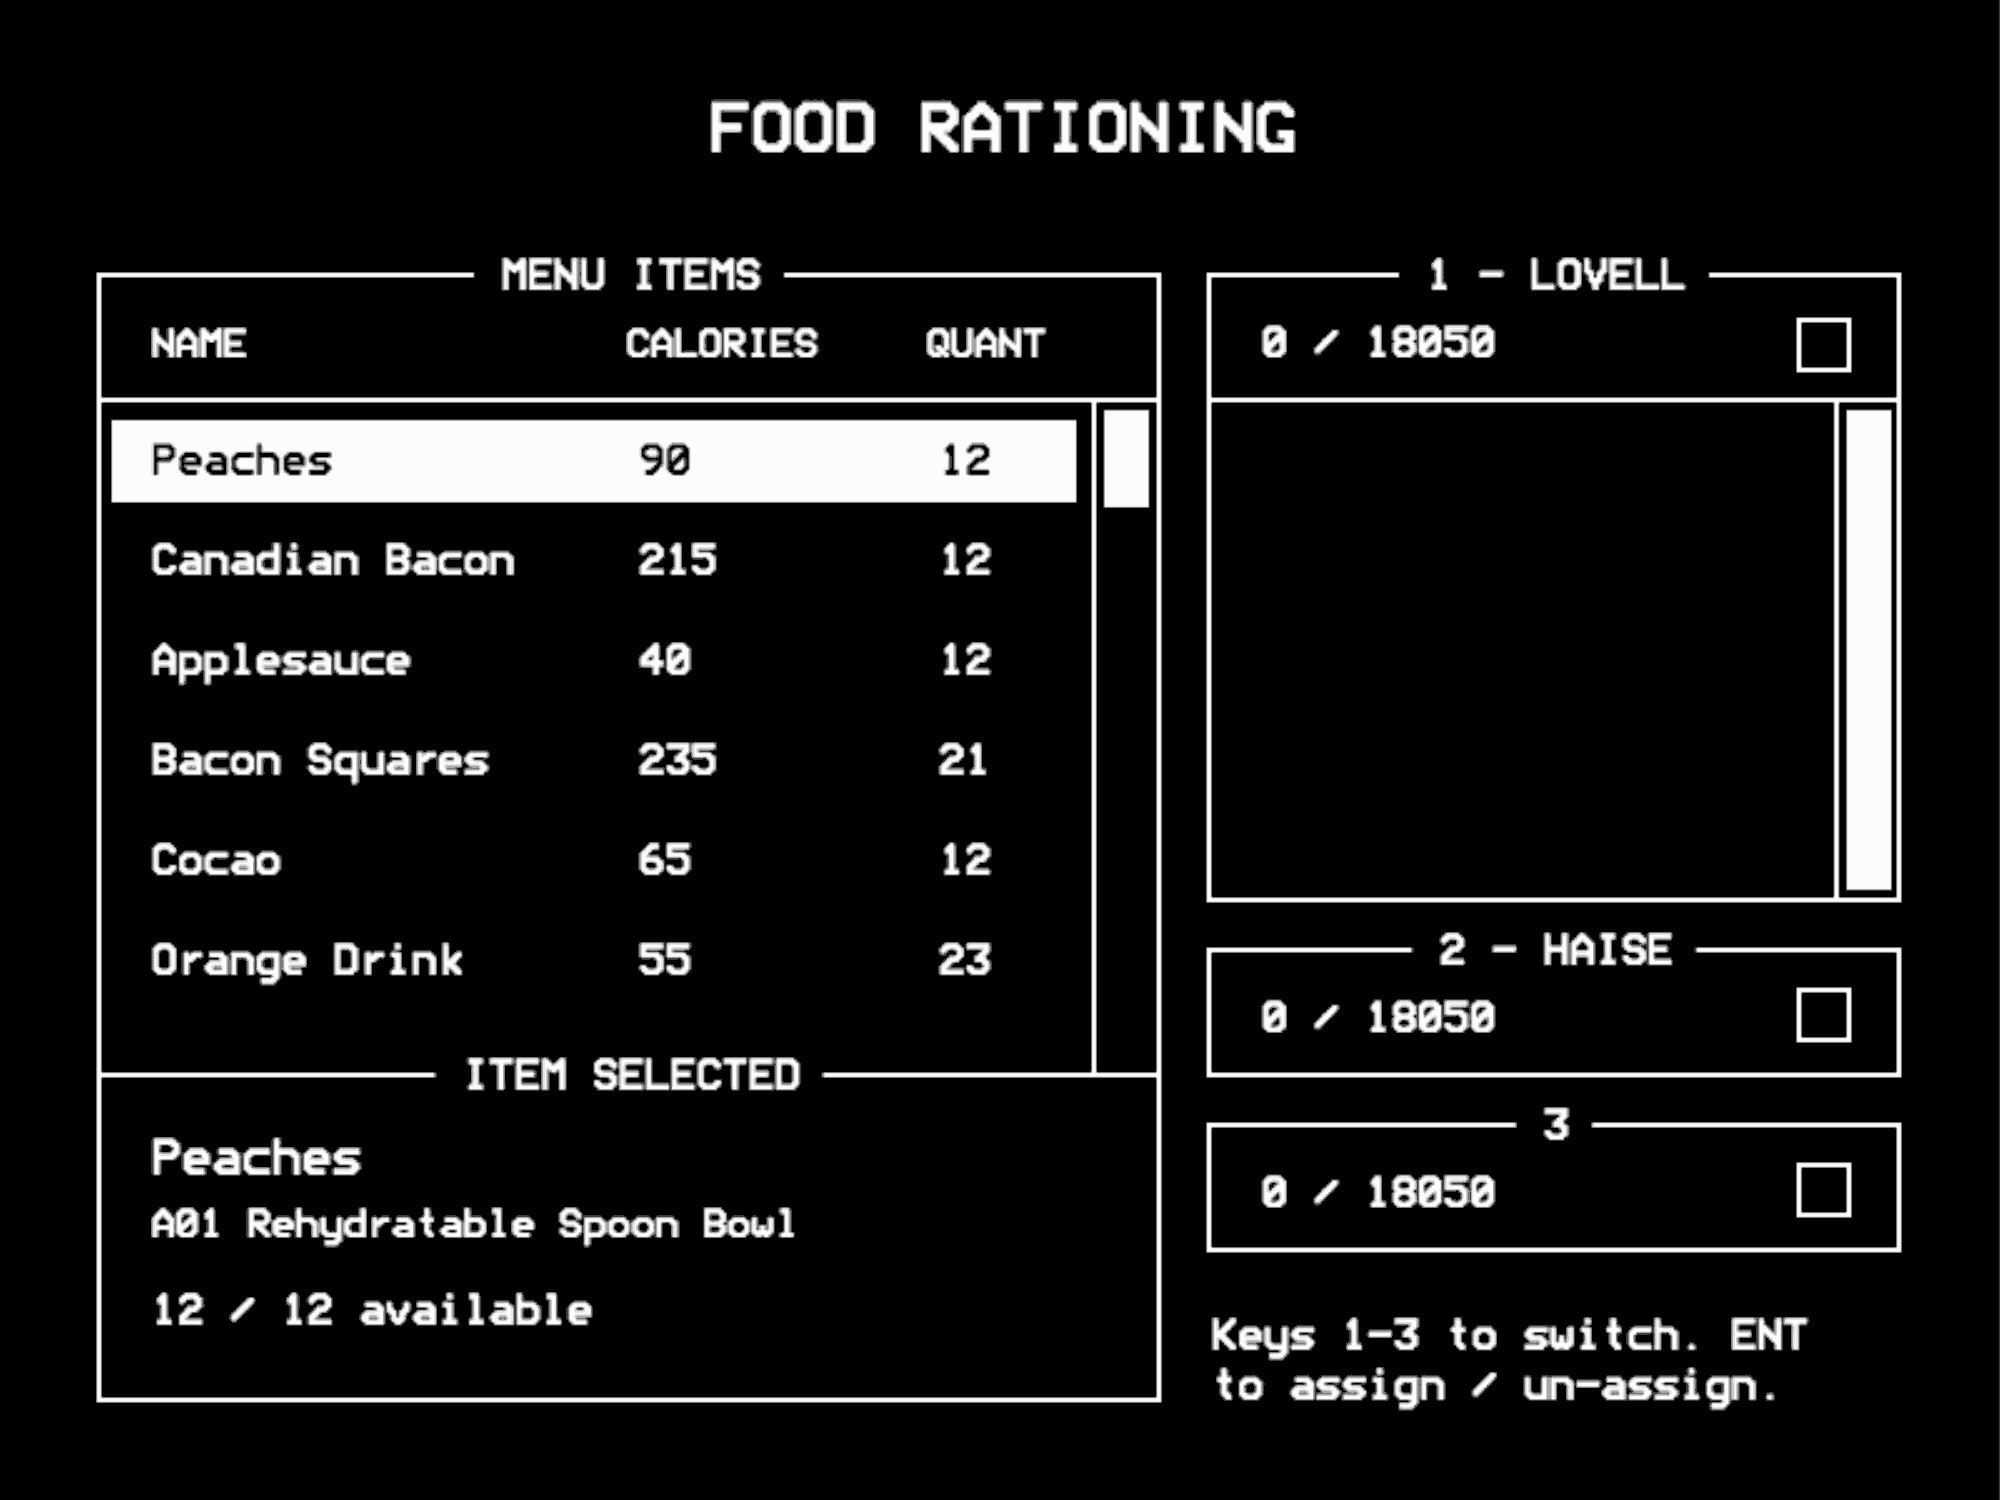 FOOD RATIONING
MENU ITEMS
NAME CALORIES QUANT
Peaches 90 12
Canadian Bacon 215 12
Applesauce 40 12
Bacon Squares 235 21
Cocao 65 12
Orange Drink 55 23
ITEM SELECTED
Peaches
A01 Rehydratable Spoon Bowl
12 / 12 available
1 - LOVELL
0 / 18050
2 - HAISE
0 / 18050
3
0 / 18050
Keys 1-3 to switch. ENT
to assign / un-assign.